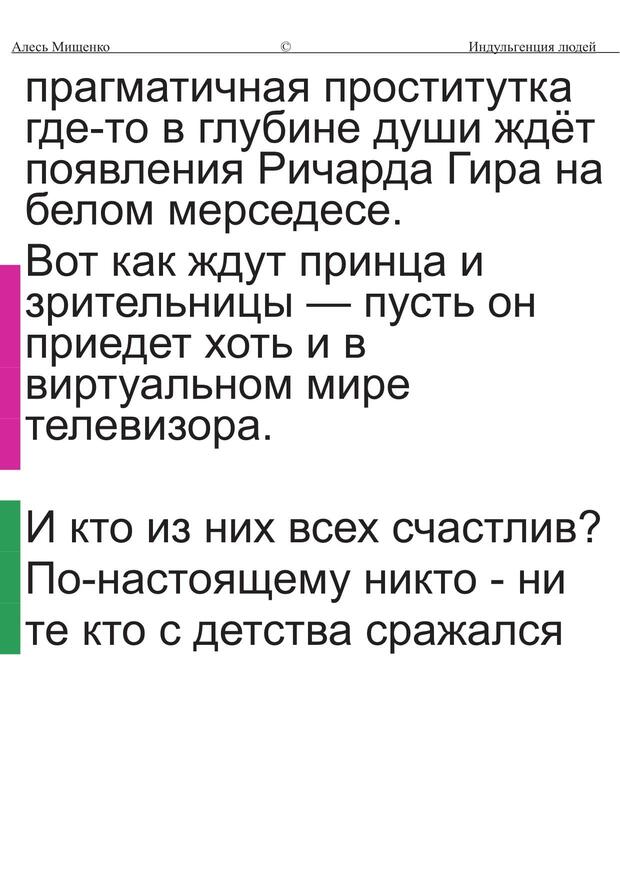 Алесь Мищенко © Индульгенция людей
прагматичная проститутка
где-то в глубине души ждёт
появления Ричарда Гира на
белом мерседесе.
Вот как ждут принца и
зрительницы — пусть он
приедет хоть и в
виртуальном мире
телевизора.
И кто из них всех счастлив?
По-настоящему никто - ни
те кто с детства сражался